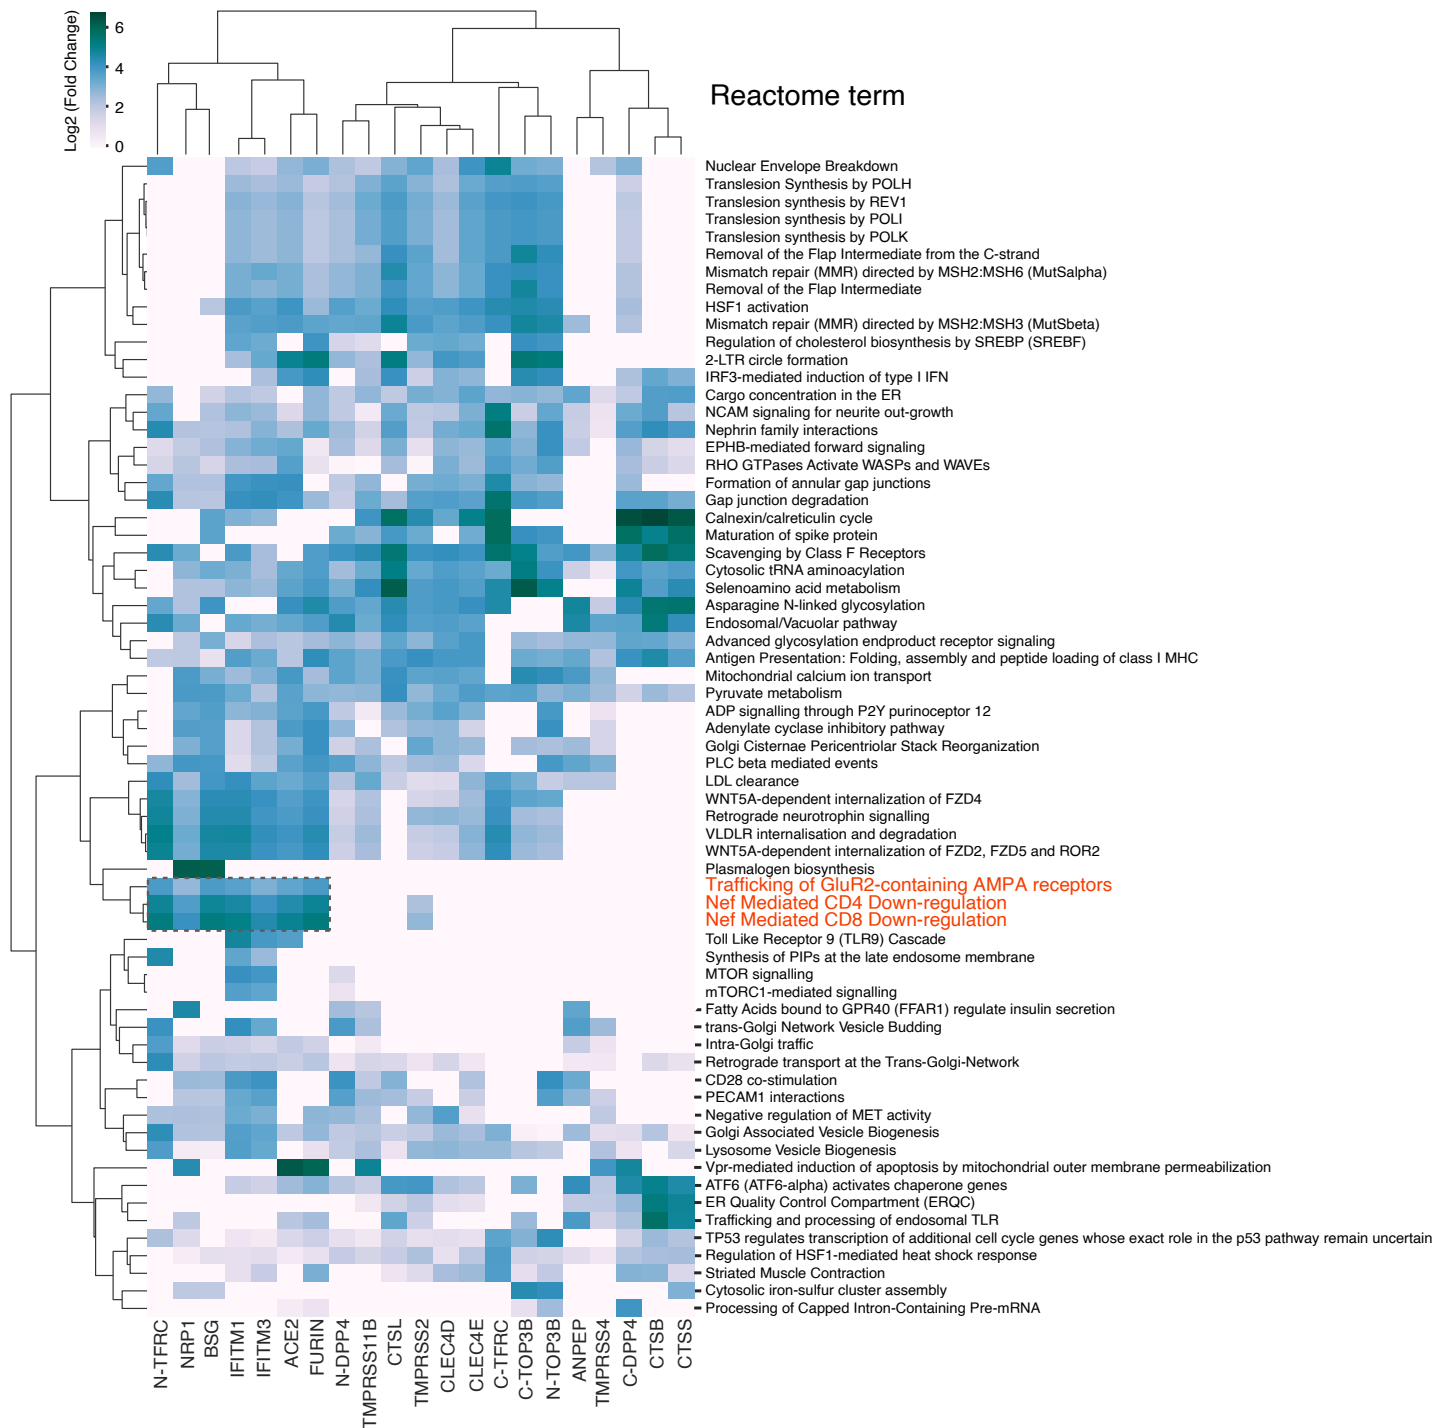 Log2 (Fold Change)
6
4
2
0
Reactome term
Nuclear Envelope Breakdown
Translesion Synthesis by POLH
Translesion synthesis by REV1
Translesion synthesis by POLI
Translesion synthesis by POLK
Removal of the Flap Intermediate from the C-strand
Mismatch repair (MMR) directed by MSH2:MSH6 (MutSalpha)
Removal of the Flap Intermediate
HSF1 activation
Mismatch repair (MMR) directed by MSH2:MSH3 (MutSbeta)
Regulation of cholesterol biosynthesis by SREBP (SREBF)
2-LTR circle formation
IRF3-mediated induction of type I IFN
Cargo concentration in the ER
NCAM signaling for neurite out-growth
Nephrin family interactions
EPHB-mediated forward signaling
RHO GTPases Activate WASPs and WAVEs
Formation of annular gap junctions
Gap junction degradation
Calnexin/calreticulin cycle
Maturation of spike protein
Scavenging by Class F Receptors
Cytosolic tRNA aminoacylation
Selenoamino acid metabolism
Asparagine N-linked glycosylation
Endosomal/Vacuolar pathway
Advanced glycosylation endproduct receptor signaling
Antigen Presentation: Folding, assembly and peptide loading of class I MHC
Mitochondrial calcium ion transport
Pyruvate metabolism
ADP signalling through P2Y purinoceptor 12
Adenylate cyclase inhibitory pathway
Golgi Cisternae Pericentriolar Stack Reorganization
PLC beta mediated events
LDL clearance
WNT5A-dependent internalization of FZD4
Retrograde neurotrophin signalling
VLDLR internalisation and degradation
WNT5A-dependent internalization of FZD2, FZD5 and ROR2
Plasmalogen biosynthesis
Trafficking of GluR2-containing AMPA receptors
Nef Mediated CD4 Down-regulation
Nef Mediated CD8 Down-regulation
Toll Like Receptor 9 (TLR9) Cascade
Synthesis of PIPs at the late endosome membrane
MTOR signalling
mTORC1-mediated signalling
Fatty Acids bound to GPR40 (FFAR1) regulate insulin secretion
trans-Golgi Network Vesicle Budding
Intra-Golgi traffic
Retrograde transport at the Trans-Golgi-Network
CD28 co-stimulation
PECAM1 interactions
Negative regulation of MET activity
Golgi Associated Vesicle Biogenesis
Lysosome Vesicle Biogenesis
Vpr-mediated induction of apoptosis by mitochondrial outer membrane permeabilization
ATF6 (ATF6-alpha) activates chaperone genes
ER Quality Control Compartment (ERQC)
Trafficking and processing of endosomal TLR
TP53 regulates transcription of additional cell cycle genes whose exact role in the p53 pathway remain uncertain
Regulation of HSF1-mediated heat shock response
Striated Muscle Contraction
Cytosolic iron-sulfur cluster assembly
Processing of Capped Intron-Containing Pre-mRNA
N-TFRC
NRP1
BSG
IFITM1
IFITM3
ACE2
FURIN
N-DPP4
TMPRSS11B
CTSL
TMPRSS2
CLEC4D
CLEC4E
C-TFRC
C-TOP3B
N-TOP3B
ANPEP
TMPRSS4
C-DPP4
CTSB
CTSS